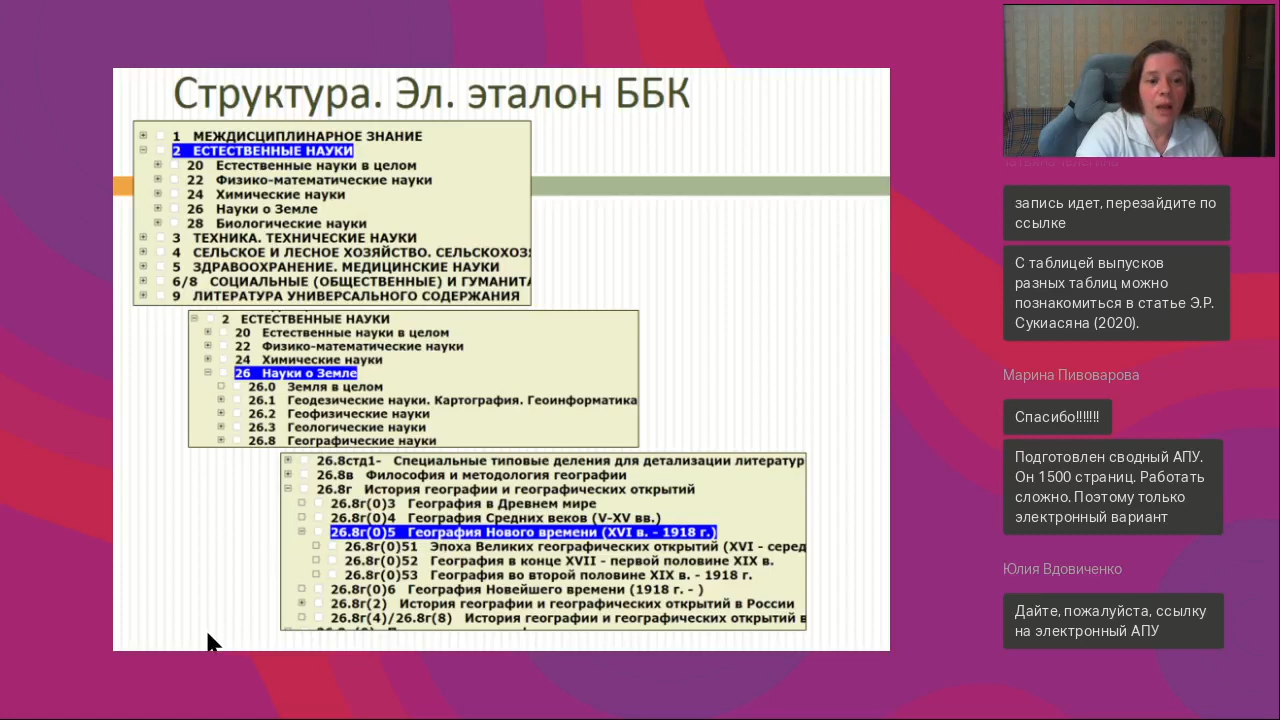 Структура. Эл. эталон ББК
1 МЕЖДИСЦИПЛИНАРНОЕ ЗНАНИЕ
2 ЕСТЕСТВЕННЫЕ НАУКИ
20 Естественные науки в целом
22 Физико-математические науки
24 Химические науки
26 Науки о Земле
28 Биологические науки
3 ТЕХНИКА. ТЕХНИЧЕСКИЕ НАУКИ
4 СЕЛЬСКОЕ И ЛЕСНОЕ ХОЗЯЙСТВО. СЕЛЬСКОХОЗ
5 ЗДРАВООХРАНЕНИЕ. МЕДИЦИНСКИЕ НАУКИ
6/8 СОЦИАЛЬНЫЕ (ОБЩЕСТВЕННЫЕ) И ГУМАНИТА
9 ЛИТЕРАТУРА УНИВЕРСАЛЬНОГО СОДЕРЖАНИЯ
2 ЕСТЕСТВЕННЫЕ НАУКИ
20 Естественные науки в целом
22 Физико-математические науки
24 Химические науки
26 Науки о Земле
26.0 Земля в целом
26.1 Геодезические науки. Картография. Геоинформатика
26.2 Геофизические науки
26.3 Геологические науки
26.8 Географические науки
26.8стд1- Специальные типовые деления для детализации литератур
26.8в Философия и методология географии
26.8г История географии и географических открытий
26.8г(0)3 География в Древнем мире
26.8г(0)4 География Средних веков (V-XV вв.)
26.8г(0)5 География Нового времени (XVI в. - 1918 г.)
26.8г(0)51 Эпоха Великих географических открытий (XVI - серед
26.8г(0)52 География в конце XVII - первой половине XIX в.
26.8г(0)53 География во второй половине XIX в. - 1918 г.
26.8г(0)6 География Новейшего времени (1918 г. - )
26.8г(2) История географии и географических открытий в России
26.8г(4)/26.8г(8) История географии и географических открытий в
запись идет, перезайдите по
ссылке
С таблицей выпусков
разных таблиц можно
познакомиться в статье Э.Р.
Сукиасяна (2020).
Марина Пивоварова
Спасибо!!!!!!!
Подготовлен сводный АПУ.
Он 1500 страниц. Работать
сложно. Поэтому только
электронный вариант
Юлия Вдовиченко
Дайте, пожалуйста, ссылку
на электронный АПУ